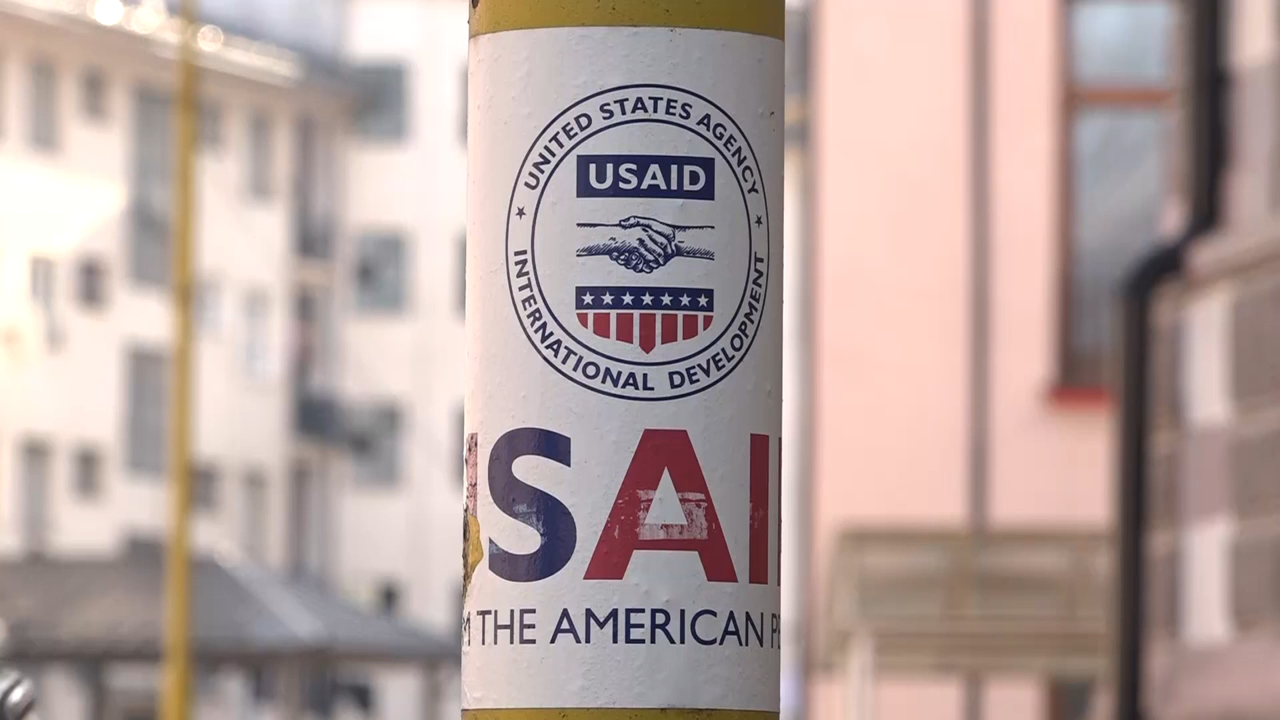 UNITED STATES AGENCY
USAID
INTERNATIONAL DEVELOPMENT
SAI
THE AMERICAN